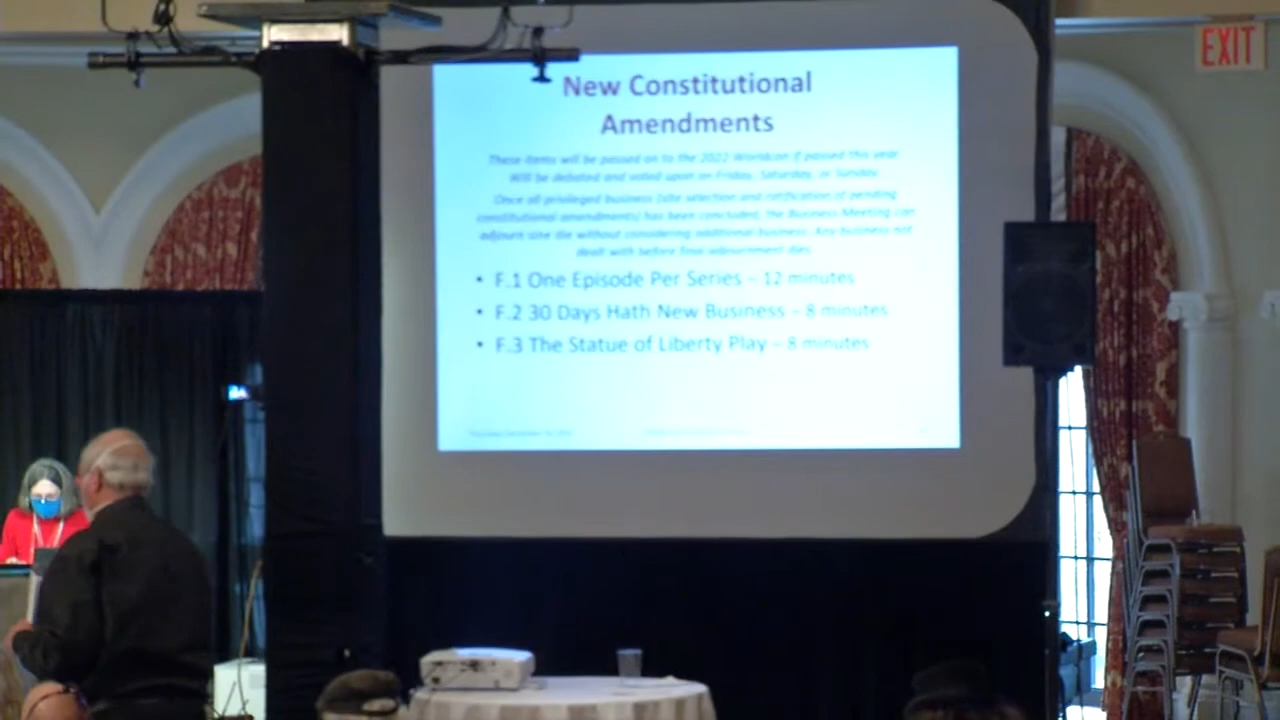 EXIT
New Constitutional
Amendments
These items will be passed on to the 2022 Worldcon if passed this year.
Will be debated and voted upon on Friday, Saturday, or Sunday.
Once all privileged business (site selection and ratification of pending
constitutional amendments) has been concluded, the Business Meeting can
adjourn sine die without considering additional business. Any business not
dealt with before final adjournment dies.
• F.1 One Episode Per Series – 12 minutes
• F.2 30 Days Hath New Business – 8 minutes
• F.3 The Statue of Liberty Play – 8 minutes